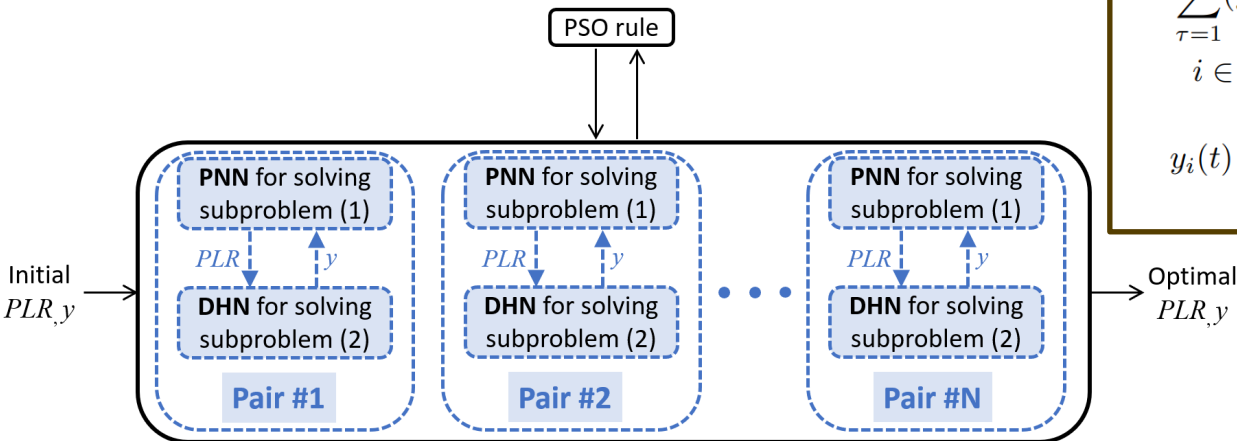 PSO rule
∑
τ=1
i ∈
y_i(t)
Initial
PLR,y
PNN for solving
subproblem (1)
PLR
y
DHN for solving
subproblem (2)
Pair #1
PNN for solving
subproblem (1)
PLR
y
DHN for solving
subproblem (2)
Pair #2
PNN for solving
subproblem (1)
PLR
y
DHN for solving
subproblem (2)
Pair #N
Optimal
PLR,y